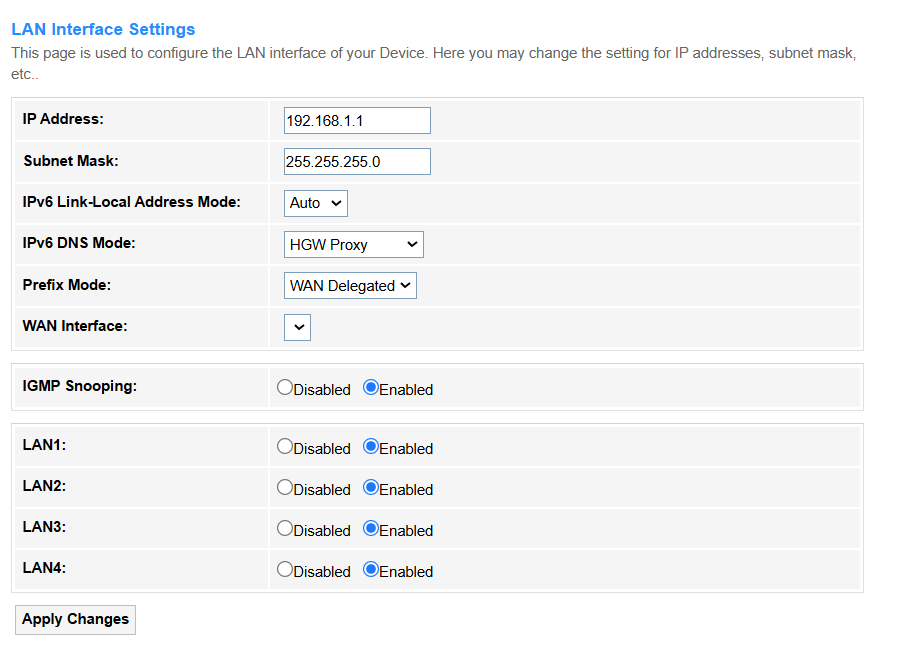 LAN Interface Settings
This page is used to configure the LAN interface of your Device. Here you may change the setting for IP addresses, subnet mask,
etc..
IP Address: 192.168.1.1
Subnet Mask: 255.255.255.0
IPv6 Link-Local Address Mode: Auto
IPv6 DNS Mode: HGW Proxy
Prefix Mode: WAN Delegated
WAN Interface:
IGMP Snooping: Disabled Enabled
LAN1: Disabled Enabled
LAN2: Disabled Enabled
LAN3: Disabled Enabled
LAN4: Disabled Enabled
Apply Changes